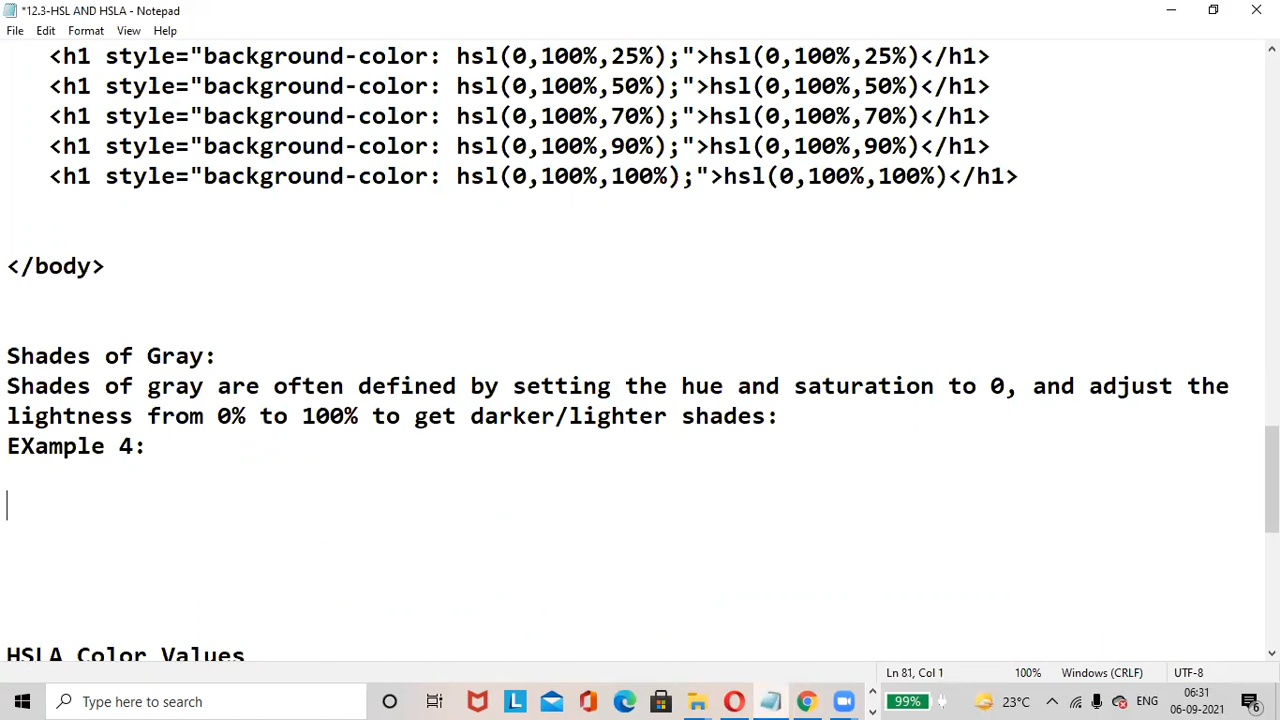 *12.3-HSL AND HSLA - Notepad
File Edit Format View Help
<h1 style="background-color: hsl(0,100%,25%);">hsl(0,100%,25%)</h1>
<h1 style="background-color: hsl(0,100%,50%);">hsl(0,100%,50%)</h1>
<h1 style="background-color: hsl(0,100%,70%);">hsl(0,100%,70%)</h1>
<h1 style="background-color: hsl(0,100%,90%);">hsl(0,100%,90%)</h1>
<h1 style="background-color: hsl(0,100%,100%);">hsl(0,100%,100%)</h1>
</body>
Shades of Gray:
Shades of gray are often defined by setting the hue and saturation to 0, and adjust the
lightness from 0% to 100% to get darker/lighter shades:
EXample 4:
HSLA Color Values
Ln 81, Col 1 100% Windows (CRLF) UTF-8
Type here to search L 99% 23°C ENG 06:31
06-09-2021 6